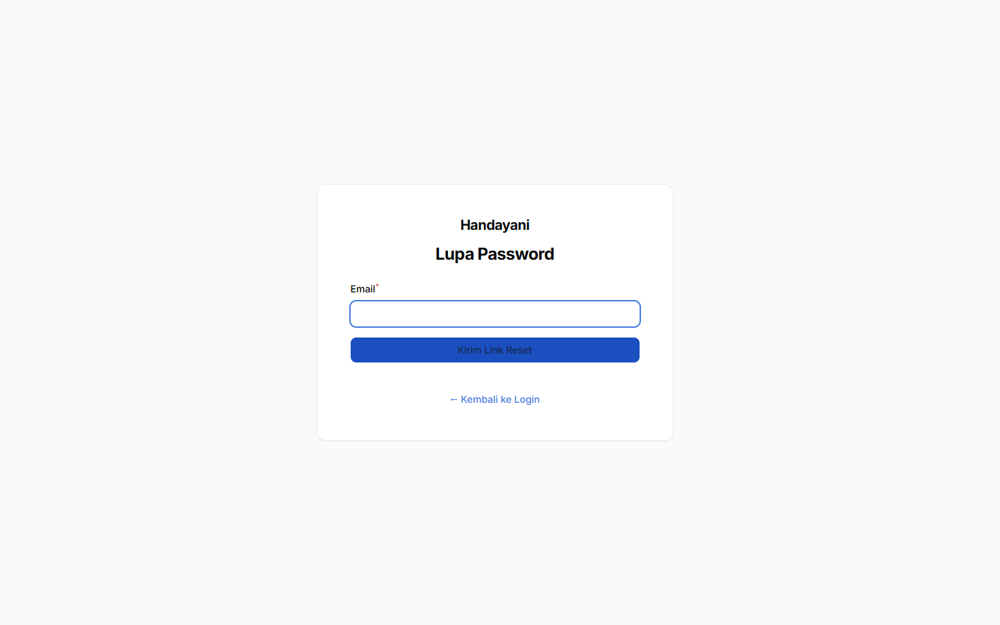 Handayani
Lupa Password
Email*
Kirim Link Reset
← Kembali ke Login